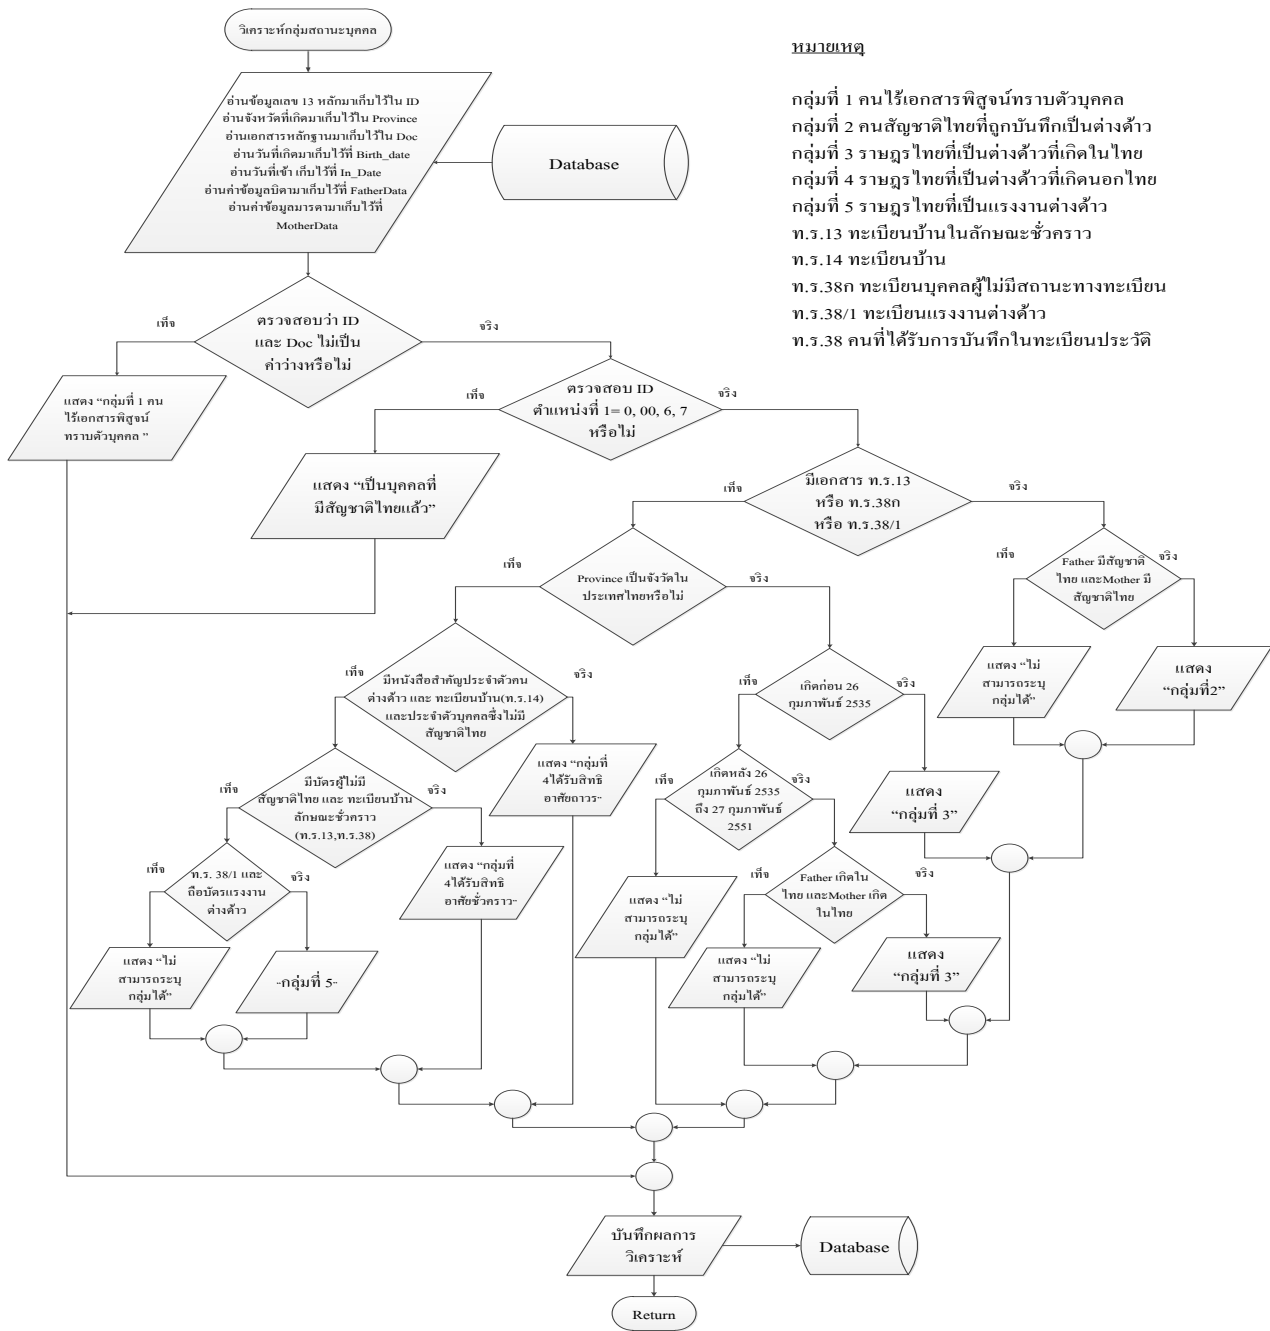 วิเคราะห์กลุ่มสถานะบุคคล
อ่านข้อมูลเลข 13 หลักมาเก็บไว้ใน ID
อ่านจังหวัดที่เกิดมาเก็บไว้ใน Province
อ่านเอกสารหลักฐานมาเก็บไว้ใน Doc
อ่านวันที่เกิดมาเก็บไว้ที่ Birth_date
อ่านวันที่เข้า เก็บไว้ที่ In_Date
อ่านค่าข้อมูลบิดามาเก็บไว้ที่ FatherData
อ่านค่าข้อมูลมารดามาเก็บไว้ที่
MotherData
Database
หมายเหตุ
กลุ่มที่ 1 คนไร้เอกสารพิสูจน์ทราบตัวบุคคล
กลุ่มที่ 2 คนสัญชาติไทยที่ถูกบันทึกเป็นต่างด้าว
กลุ่มที่ 3 ราษฎรไทยที่เป็นต่างด้าวที่เกิดในไทย
กลุ่มที่ 4 ราษฎรไทยที่เป็นต่างด้าวที่เกิดนอกไทย
กลุ่มที่ 5 ราษฎรไทยที่เป็นแรงงานต่างด้าว
ท.ร.13 ทะเบียนบ้านในลักษณะชั่วคราว
ท.ร.14 ทะเบียนบ้าน
ท.ร.38ก ทะเบียนบุคคลผู้ไม่มีสถานะทางทะเบียน
ท.ร.38/1 ทะเบียนแรงงานต่างด้าว
ท.ร.38 คนที่ได้รับการบันทึกในทะเบียนประวัติ
เท็จ
ตรวจสอบว่า ID
และ Doc ไม่เป็น
ค่าว่างหรือไม่
จริง
แสดง “กลุ่มที่ 1 คน
ไร้เอกสารพิสูจน์
ทราบตัวบุคคล ”
เท็จ
ตรวจสอบ ID
ตำแหน่งที่ 1= 0, 00, 6, 7
หรือไม่
จริง
แสดง “เป็นบุคคลที่
มีสัญชาติไทยแล้ว”
เท็จ
มีเอกสาร ท.ร.13
หรือ ท.ร.38ก
หรือ ท.ร.38/1
จริง
เท็จ
Province เป็นจังวัดใน
ประเทศไทยหรือไม่
จริง
เท็จ
Father มีสัญชาติ
ไทย และMother มี
สัญชาติไทย
จริง
แสดง “ไม่
สามารถระบุ
กลุ่มได้”
แสดง
“กลุ่มที่2”
เท็จ
มีหนังสือสำคัญประจำตัวคน
ต่างด้าว และ ทะเบียนบ้าน(ท.ร.14)
และประจำตัวบุคคลซึ่งไม่มี
สัญชาติไทย
จริง
เท็จ
เกิดก่อน 26
กุมภาพันธ์ 2535
จริง
แสดง “กลุ่มที่
4ได้รับสิทธิ
อาศัยถาวร”
เท็จ
มีบัตรผู้ไม่มี
สัญชาติไทย และ ทะเบียนบ้าน
ลักษณะชั่วคราว
(ท.ร.13,ท.ร.38)
จริง
เท็จ
เกิดหลัง 26
กุมภาพันธ์ 2535
ถึง 27 กุมภาพันธ์
2551
จริง
แสดง
“กลุ่มที่ 3”
เท็จ
ท.ร. 38/1 และ
ถือบัตรแรงงาน
ต่างด้าว
จริง
แสดง “กลุ่มที่
4ได้รับสิทธิ
อาศัยชั่วคราว”
แสดง “ไม่
สามารถระบุ
กลุ่มได้”
เท็จ
Father เกิดใน
ไทย และMother เกิด
ในไทย
จริง
แสดง “ไม่
สามารถระบุ
กลุ่มได้”
“กลุ่มที่ 5”
แสดง “ไม่
สามารถระบุ
กลุ่มได้”
แสดง
“กลุ่มที่ 3”
บันทึกผลการ
วิเคราะห์
Database
Return